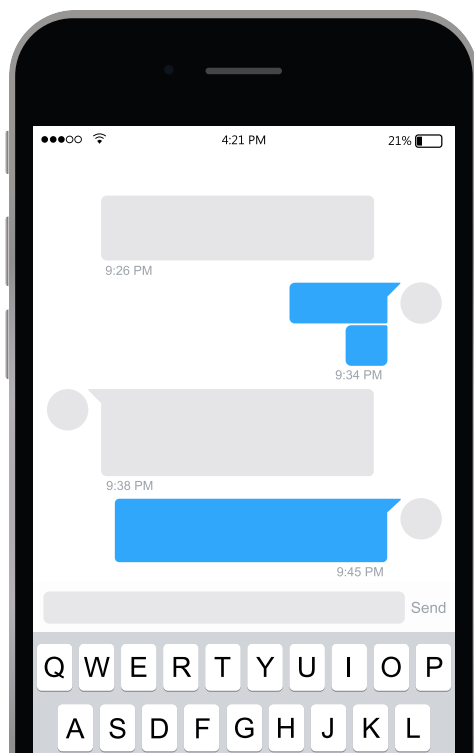 4:21 PM 21%
9:26 PM
9:34 PM
9:38 PM
9:45 PM
Send
Q W E R T Y U I O P
A S D F G H J K L